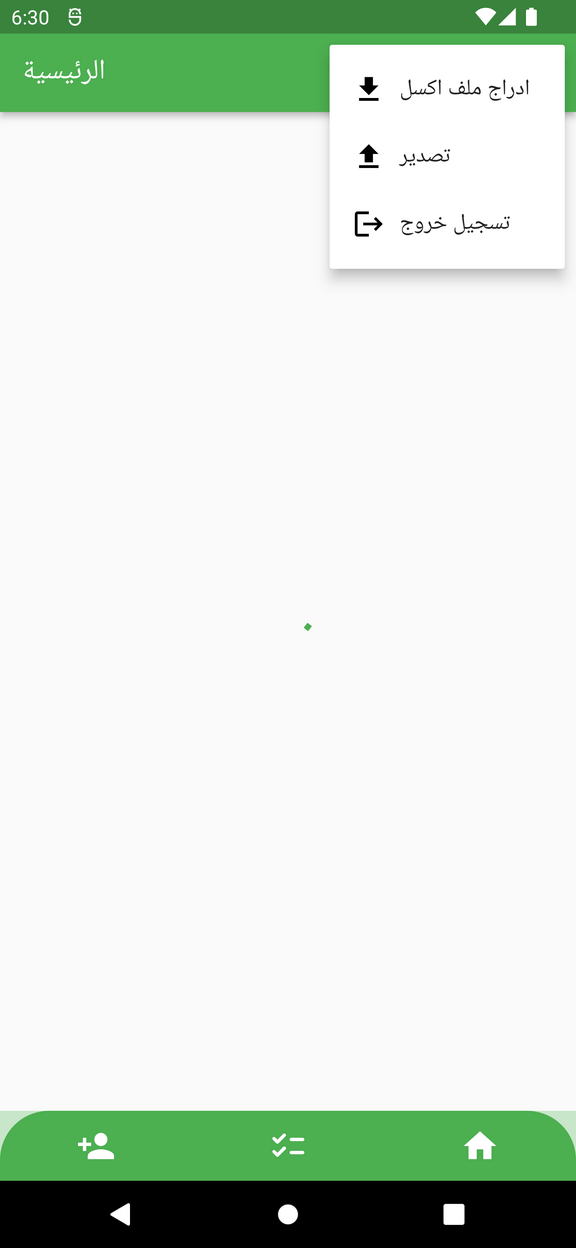 6:30
الرئيسية
ادراج ملف اكسل
تصدير
تسجيل خروج